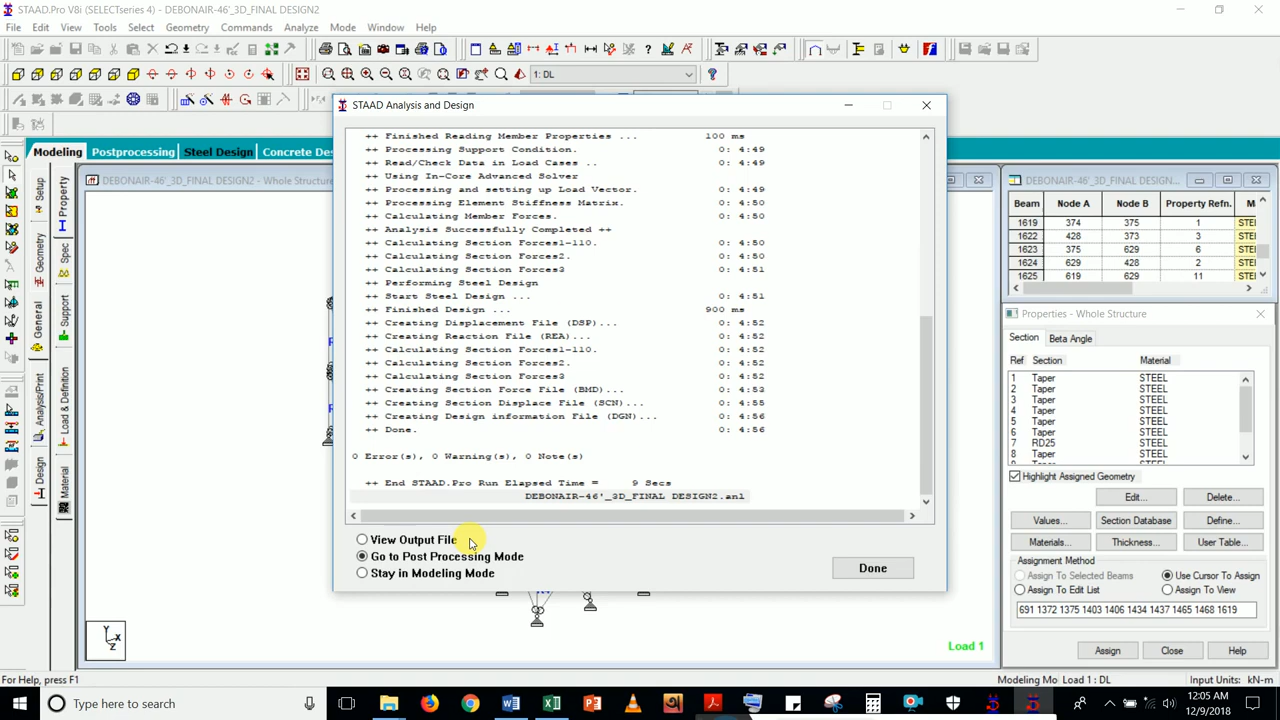 STAAD.Pro V8i (SELECTseries 4) - DEBONAIR-46'_3D_FINAL DESIGN2
File Edit View Tools Select Geometry Commands Analyze Mode Window Help
1: DL
Modeling Postprocessing Steel Design Concrete Des
DEBONAIR-46'_3D_FINAL DESIGN2 - Whole Structure
Setup
Geometry
General
Analysis/Print
Design
Property
Spec
Support
Load & Definition
Material
STAAD Analysis and Design
++ Finished Reading Member Properties ... 100 ms
++ Processing Support Condition. 0: 4:49
++ Read/Check Data in Load Cases .. 0: 4:49
++ Using In-Core Advanced Solver
++ Processing and setting up Load Vector. 0: 4:49
++ Processing Element Stiffness Matrix. 0: 4:50
++ Calculating Member Forces. 0: 4:50
++ Analysis Successfully Completed ++
++ Calculating Section Forces1-110. 0: 4:50
++ Calculating Section Forces2. 0: 4:50
++ Calculating Section Forces3 0: 4:51
++ Performing Steel Design
++ Start Steel Design ... 0: 4:51
++ Finished Design ... 900 ms
++ Creating Displacement File (DSP)... 0: 4:52
++ Creating Reaction File (REA)... 0: 4:52
++ Calculating Section Forces1-110. 0: 4:52
++ Calculating Section Forces2. 0: 4:52
++ Calculating Section Forces3 0: 4:52
++ Creating Section Force File (BMD)... 0: 4:53
++ Creating Section Displace File (SCN)... 0: 4:55
++ Creating Design information File (DGN)... 0: 4:56
++ Done. 0: 4:56
0 Error(s), 0 Warning(s), 0 Note(s)
++ End STAAD.Pro Run Elapsed Time = 9 Secs
DEBONAIR-46'_3D_FINAL DESIGN2.anl
View Output File
Go to Post Processing Mode
Stay in Modeling Mode
Done
DEBONAIR-46'_3D_FINAL DESIGN...
Beam Node A Node B Property Refn. M
1619 374 375 1 STEI
1622 428 373 3 STEI
1623 375 629 6 STEI
1624 428 629 2 STEI
1625 619 629 11 STEI
Properties - Whole Structure
Section Beta Angle
Ref Section Material
1 Taper STEEL
2 Taper STEEL
3 Taper STEEL
4 Taper STEEL
5 Taper STEEL
6 Taper STEEL
7 RD25 STEEL
8 Taper STEEL
Highlight Assigned Geometry
Edit... Delete...
Values... Section Database Define...
Materials... Thickness... User Table...
Assignment Method
Assign To Selected Beams Use Cursor To Assign
Assign To Edit List Assign To View
691 1372 1375 1403 1406 1434 1437 1465 1468 1619
Assign Close Help
Y
X
Z
Load 1
For Help, press F1 Modeling Mo Load 1 : DL Input Units: kN-m
Type here to search
12:05 AM
12/9/2018